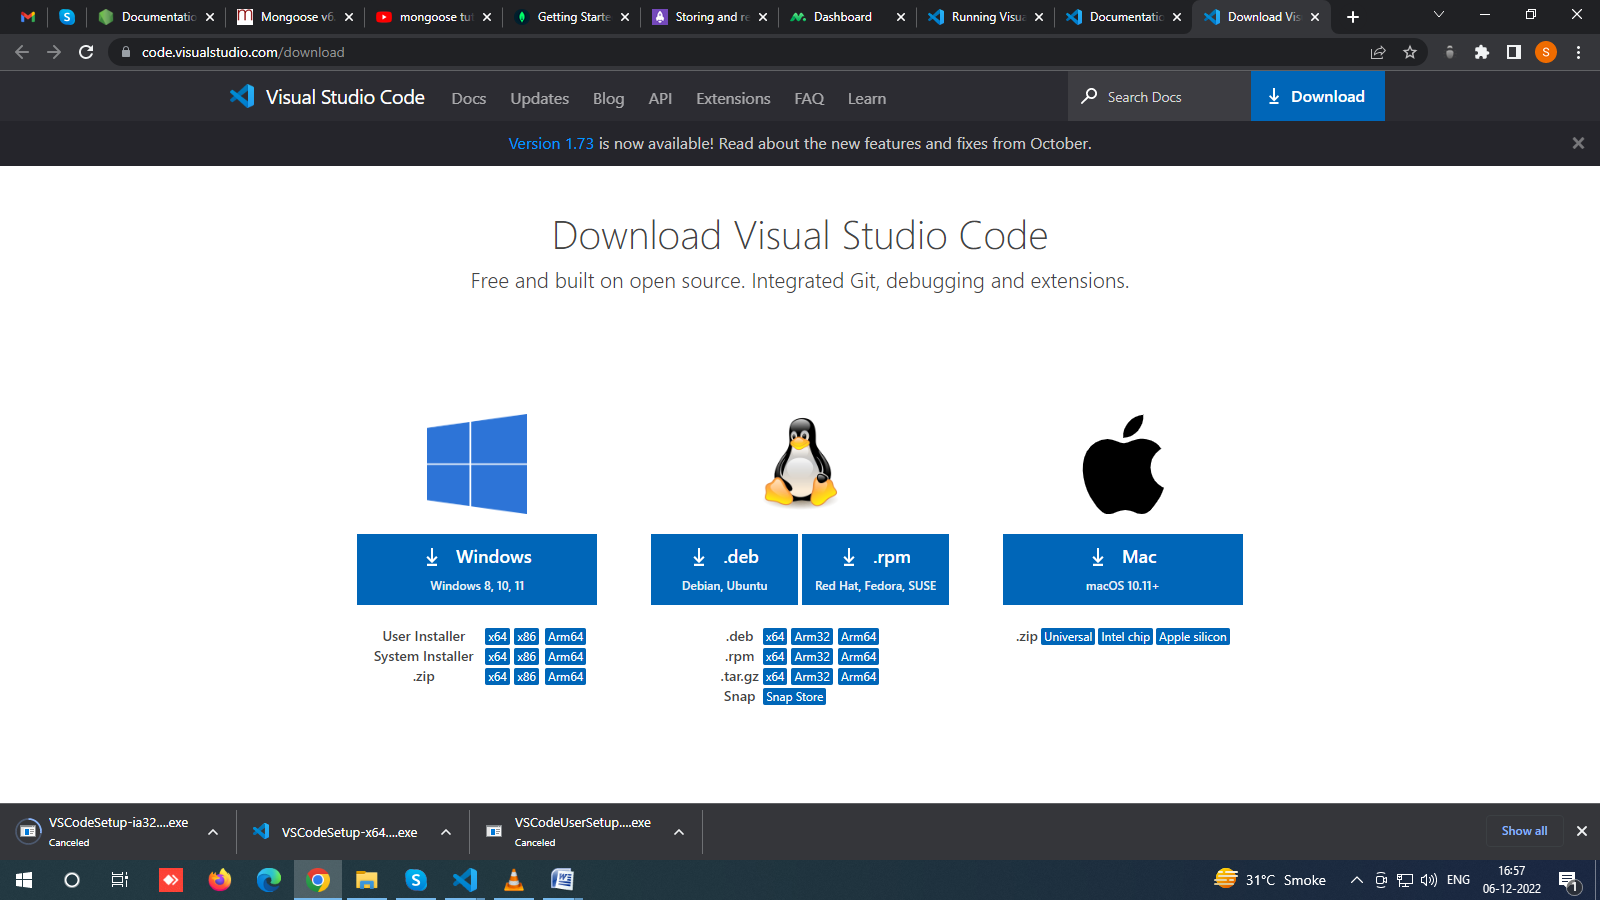 Documentatio
Mongoose v6.
mongoose tut
Getting Starte
Storing and re
Dashboard
Running Visua
Documentatio
Download Vis
code.visualstudio.com/download
S
Visual Studio Code
Docs
Updates
Blog
API
Extensions
FAQ
Learn
Search Docs
Download
Version 1.73 is now available! Read about the new features and fixes from October.
Download Visual Studio Code
Free and built on open source. Integrated Git, debugging and extensions.
Windows
Windows 8, 10, 11
.deb
Debian, Ubuntu
.rpm
Red Hat, Fedora, SUSE
Mac
macOS 10.11+
User Installer x64 x86 Arm64
System Installer x64 x86 Arm64
.zip x64 x86 Arm64
.deb x64 Arm32 Arm64
.rpm x64 Arm32 Arm64
.tar.gz x64 Arm32 Arm64
Snap Snap Store
.zip Universal Intel chip Apple silicon
VSCodeSetup-ia32....exe
Canceled
VSCodeSetup-x64....exe
VSCodeUserSetup....exe
Canceled
Show all
31°C Smoke
ENG
16:57
06-12-2022
1